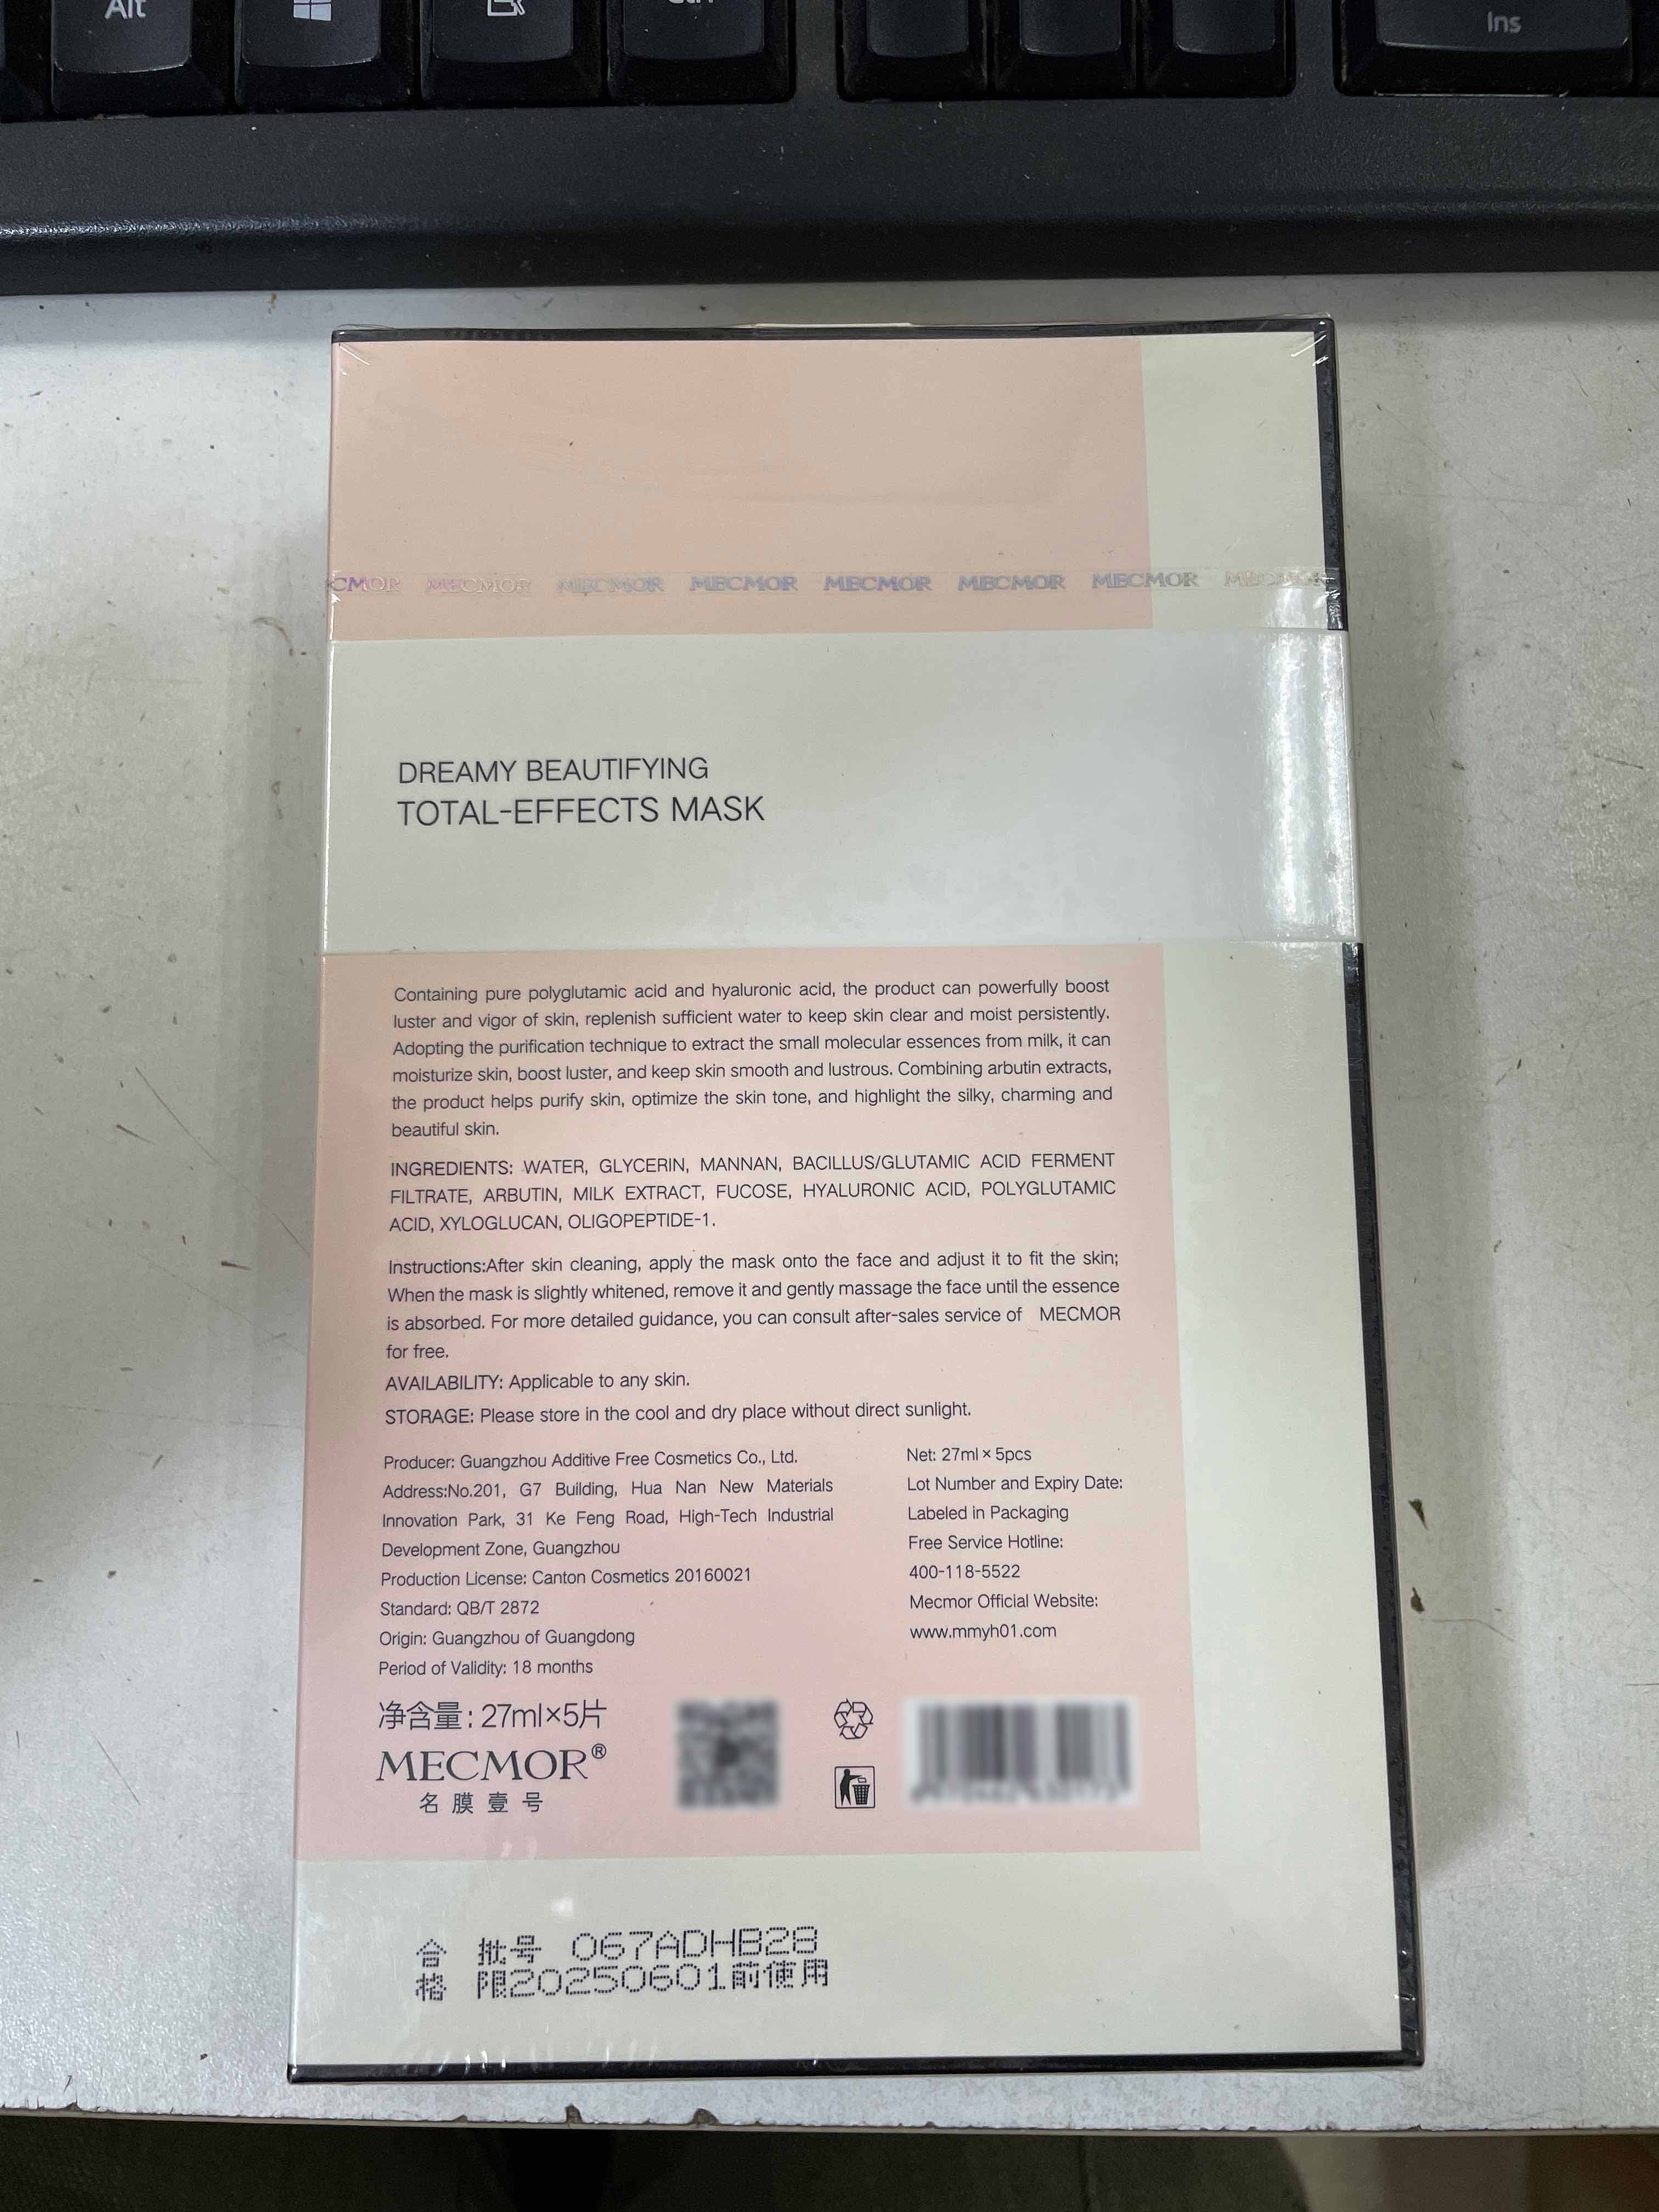 Alt
Ctrl
Ins
CMOR MECMOR MECMOR MECMOR MECMOR MECMOR MECMOR MECMOR
DREAMY BEAUTIFYING
TOTAL-EFFECTS MASK
Containing pure polyglutamic acid and hyaluronic acid, the product can powerfully boost
luster and vigor of skin, replenish sufficient water to keep skin clear and moist persistently.
Adopting the purification technique to extract the small molecular essences from milk, it can
moisturize skin, boost luster, and keep skin smooth and lustrous. Combining arbutin extracts,
the product helps purify skin, optimize the skin tone, and highlight the silky, charming and
beautiful skin.
INGREDIENTS: WATER, GLYCERIN, MANNAN, BACILLUS/GLUTAMIC ACID FERMENT
FILTRATE, ARBUTIN, MILK EXTRACT, FUCOSE, HYALURONIC ACID, POLYGLUTAMIC
ACID, XYLOGLUCAN, OLIGOPEPTIDE-1.
Instructions:After skin cleaning, apply the mask onto the face and adjust it to fit the skin;
When the mask is slightly whitened, remove it and gently massage the face until the essence
is absorbed. For more detailed guidance, you can consult after-sales service of MECMOR
for free.
AVAILABILITY: Applicable to any skin.
STORAGE: Please store in the cool and dry place without direct sunlight.
Producer: Guangzhou Additive Free Cosmetics Co., Ltd.
Address:No.201, G7 Building, Hua Nan New Materials
Innovation Park, 31 Ke Feng Road, High-Tech Industrial
Development Zone, Guangzhou
Production License: Canton Cosmetics 20160021
Standard: QB/T 2872
Origin: Guangzhou of Guangdong
Period of Validity: 18 months
Net: 27ml×5pcs
Lot Number and Expiry Date:
Labeled in Packaging
Free Service Hotline:
400-118-5522
Mecmor Official Website:
www.mmyh01.com
净含量:27ml×5片
MECMOR®
名膜壹号
合 批号 067ADHB28
格 限20250601前使用